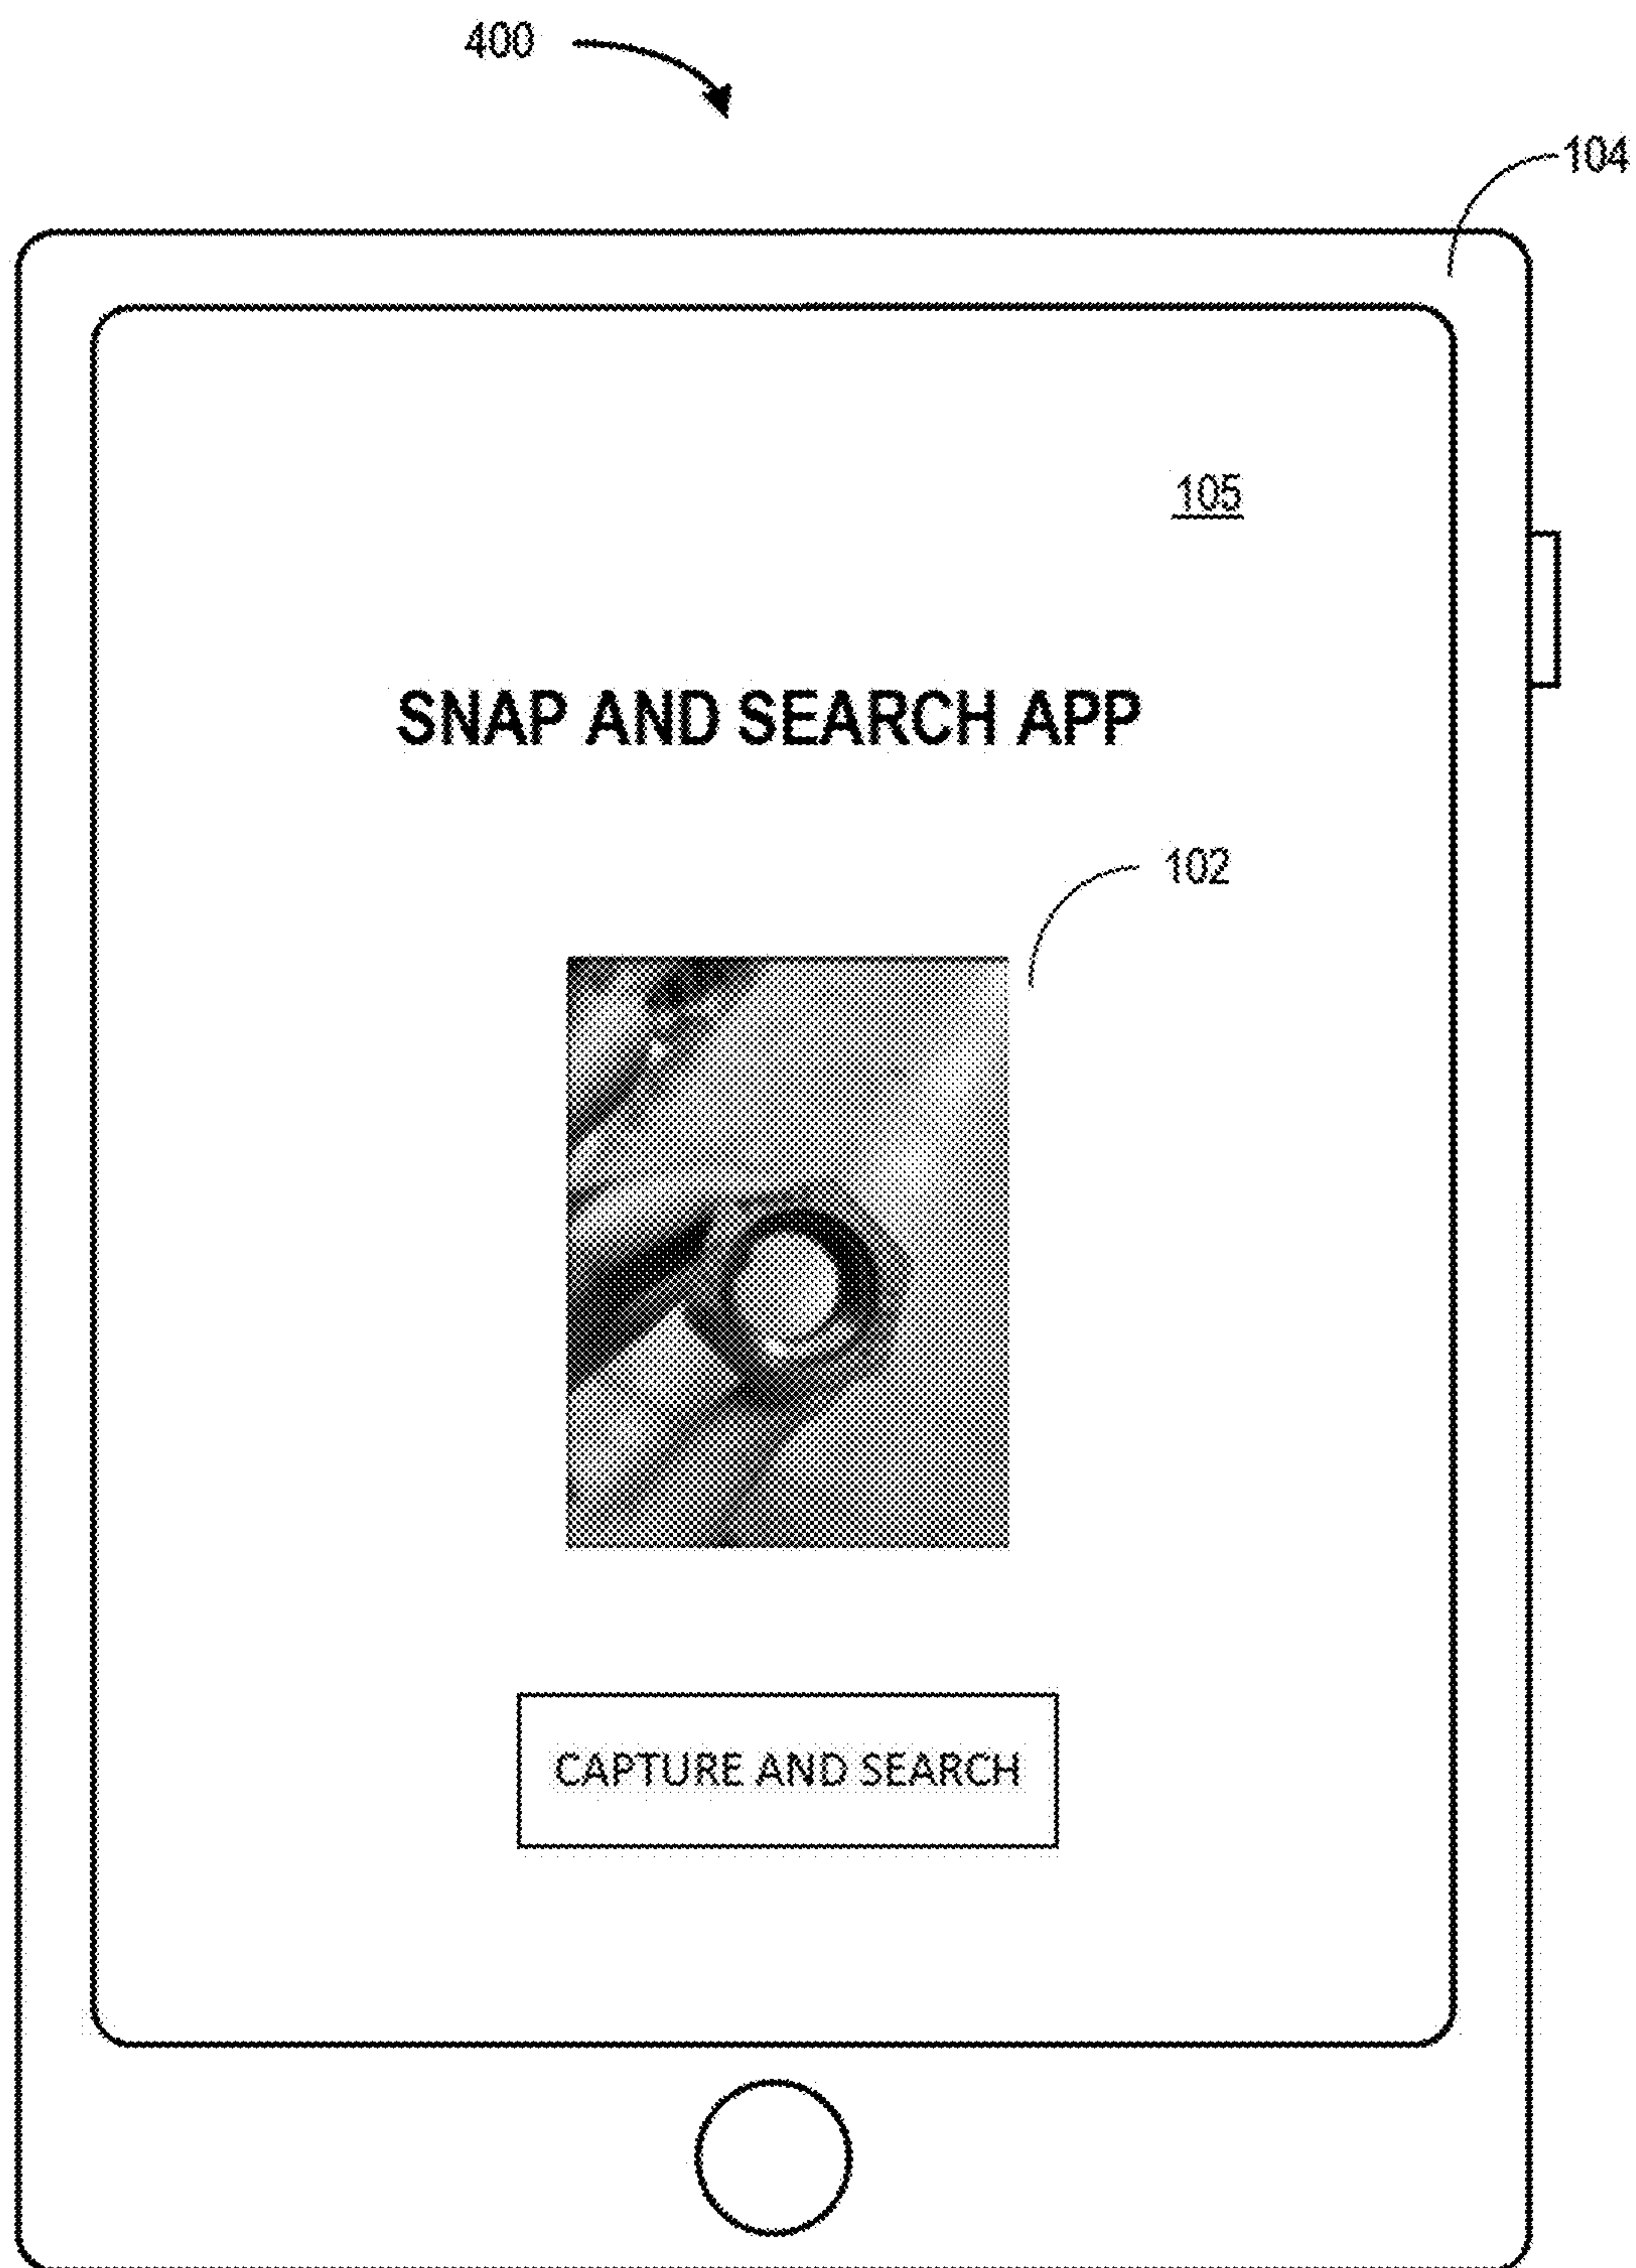 400
104
105
SNAP AND SEARCH APP
102
CAPTURE AND SEARCH